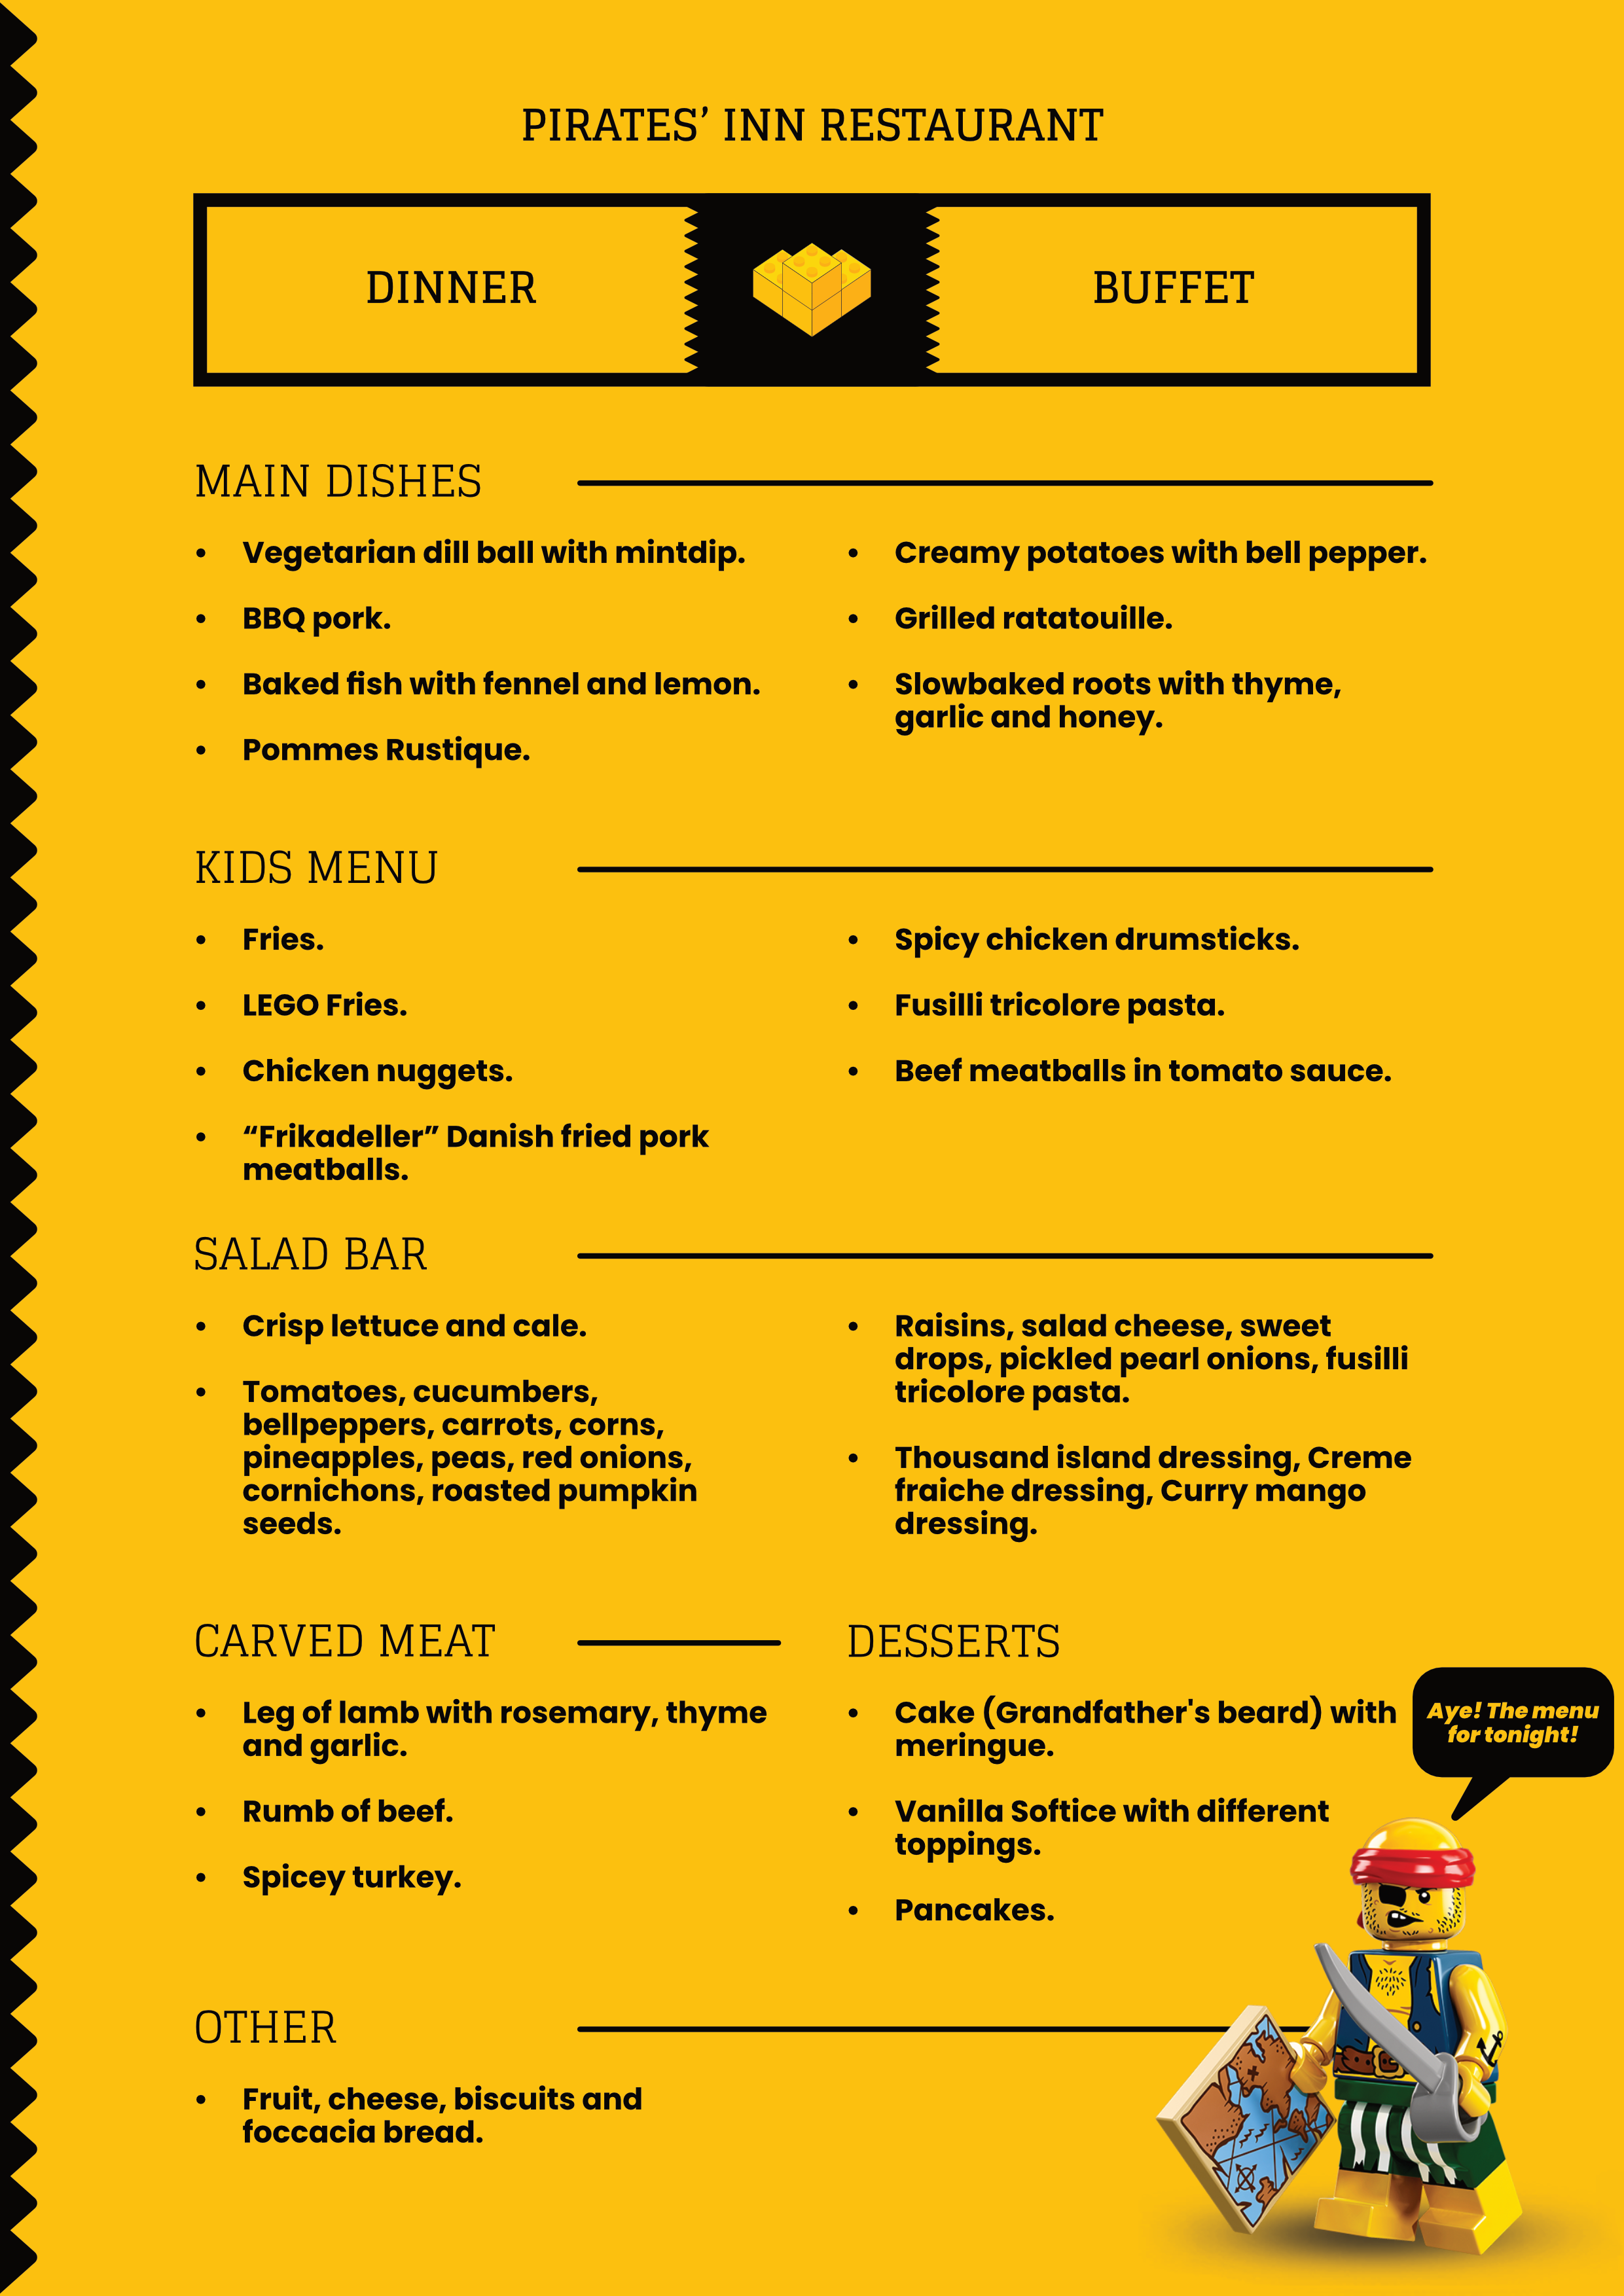 PIRATES’ INN RESTAURANT
DINNER
BUFFET
MAIN DISHES
• Vegetarian dill ball with mintdip.
• BBQ pork.
• Baked fish with fennel and lemon.
• Pommes Rustique.
• Creamy potatoes with bell pepper.
• Grilled ratatouille.
• Slowbaked roots with thyme,
garlic and honey.
KIDS MENU
• Fries.
• LEGO Fries.
• Chicken nuggets.
• “Frikadeller” Danish fried pork
meatballs.
• Spicy chicken drumsticks.
• Fusilli tricolore pasta.
• Beef meatballs in tomato sauce.
SALAD BAR
• Crisp lettuce and cale.
• Tomatoes, cucumbers,
bellpeppers, carrots, corns,
pineapples, peas, red onions,
cornichons, roasted pumpkin
seeds.
• Raisins, salad cheese, sweet
drops, pickled pearl onions, fusilli
tricolore pasta.
• Thousand island dressing, Creme
fraiche dressing, Curry mango
dressing.
CARVED MEAT
• Leg of lamb with rosemary, thyme
and garlic.
• Rumb of beef.
• Spicey turkey.
DESSERTS
• Cake (Grandfather's beard) with
meringue.
• Vanilla Softice with different
toppings.
• Pancakes.
Aye! The menu
for tonight!
OTHER
• Fruit, cheese, biscuits and
foccacia bread.